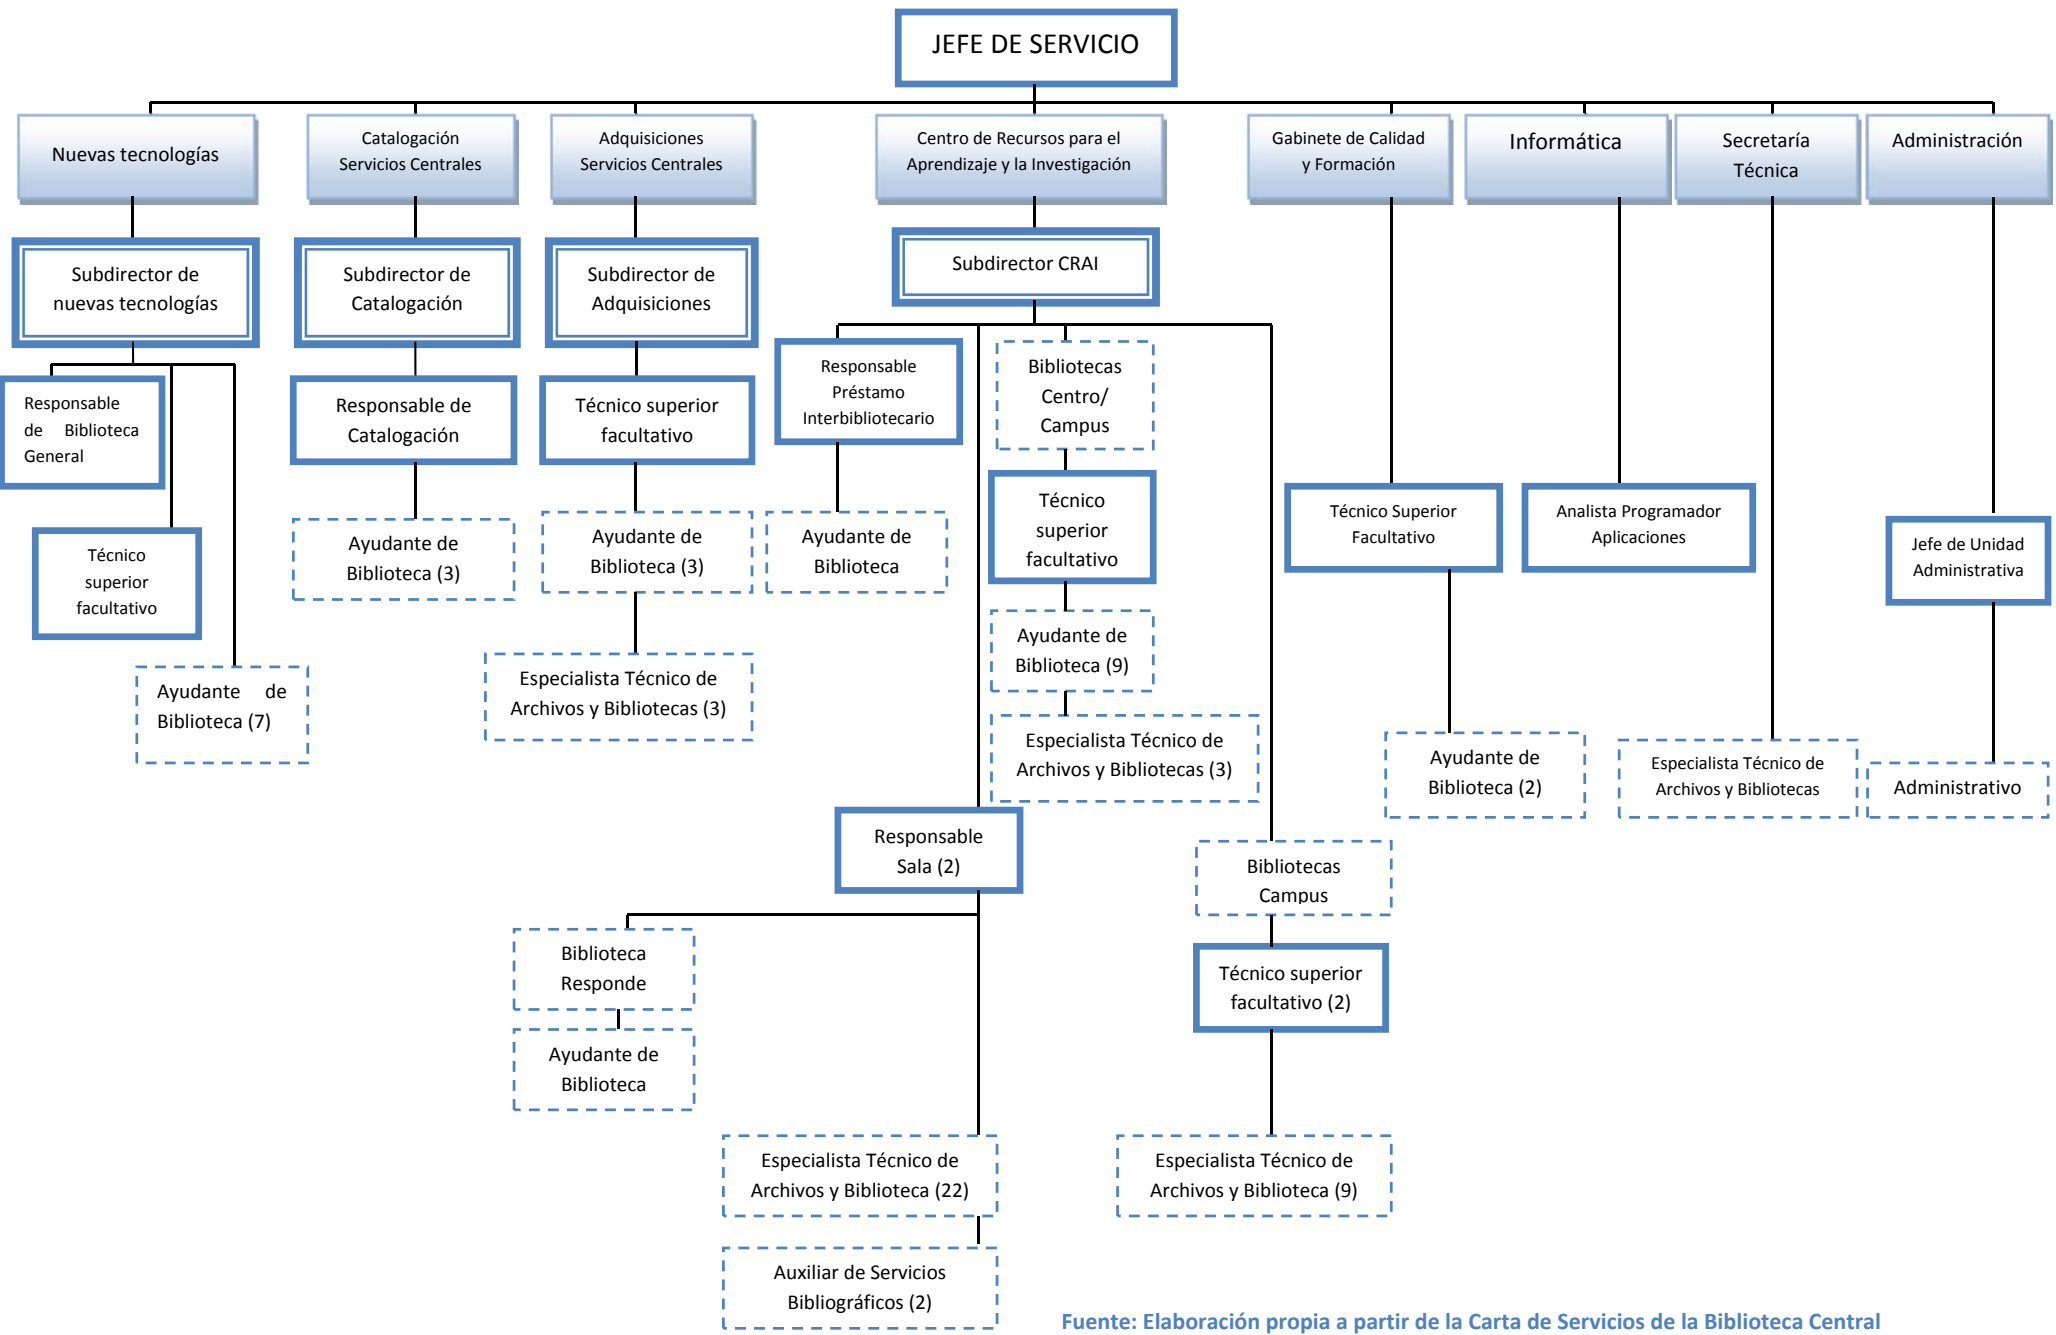 JEFE DE SERVICIO
Nuevas tecnologías
Catalogación
Servicios Centrales
Adquisiciones
Servicios Centrales
Centro de Recursos para el
Aprendizaje y la Investigación
Gabinete de Calidad
y Formación
Informática
Secretaría
Técnica
Administración
Subdirector de
nuevas tecnologías
Subdirector de
Catalogación
Subdirector de
Adquisiciones
Subdirector CRAI
Responsable
de Biblioteca
General
Responsable de
Catalogación
Técnico superior
facultativo
Responsable
Préstamo
Interbibliotecario
Bibliotecas
Centro/
Campus
Técnico
superior
facultativo
Ayudante de
Biblioteca (3)
Ayudante de
Biblioteca (3)
Ayudante de
Biblioteca
Técnico
superior
facultativo
Técnico Superior
Facultativo
Analista Programador
Aplicaciones
Jefe de Unidad
Administrativa
Ayudante de
Biblioteca (7)
Especialista Técnico de
Archivos y Bibliotecas (3)
Ayudante de
Biblioteca (9)
Especialista Técnico de
Archivos y Bibliotecas (3)
Ayudante de
Biblioteca (2)
Especialista Técnico de
Archivos y Bibliotecas
Administrativo
Responsable
Sala (2)
Bibliotecas
Campus
Biblioteca
Responde
Técnico superior
facultativo (2)
Ayudante de
Biblioteca
Especialista Técnico de
Archivos y Biblioteca (22)
Especialista Técnico de
Archivos y Biblioteca (9)
Auxiliar de Servicios
Bibliográficos (2)
Fuente: Elaboración propia a partir de la Carta de Servicios de la Biblioteca Central